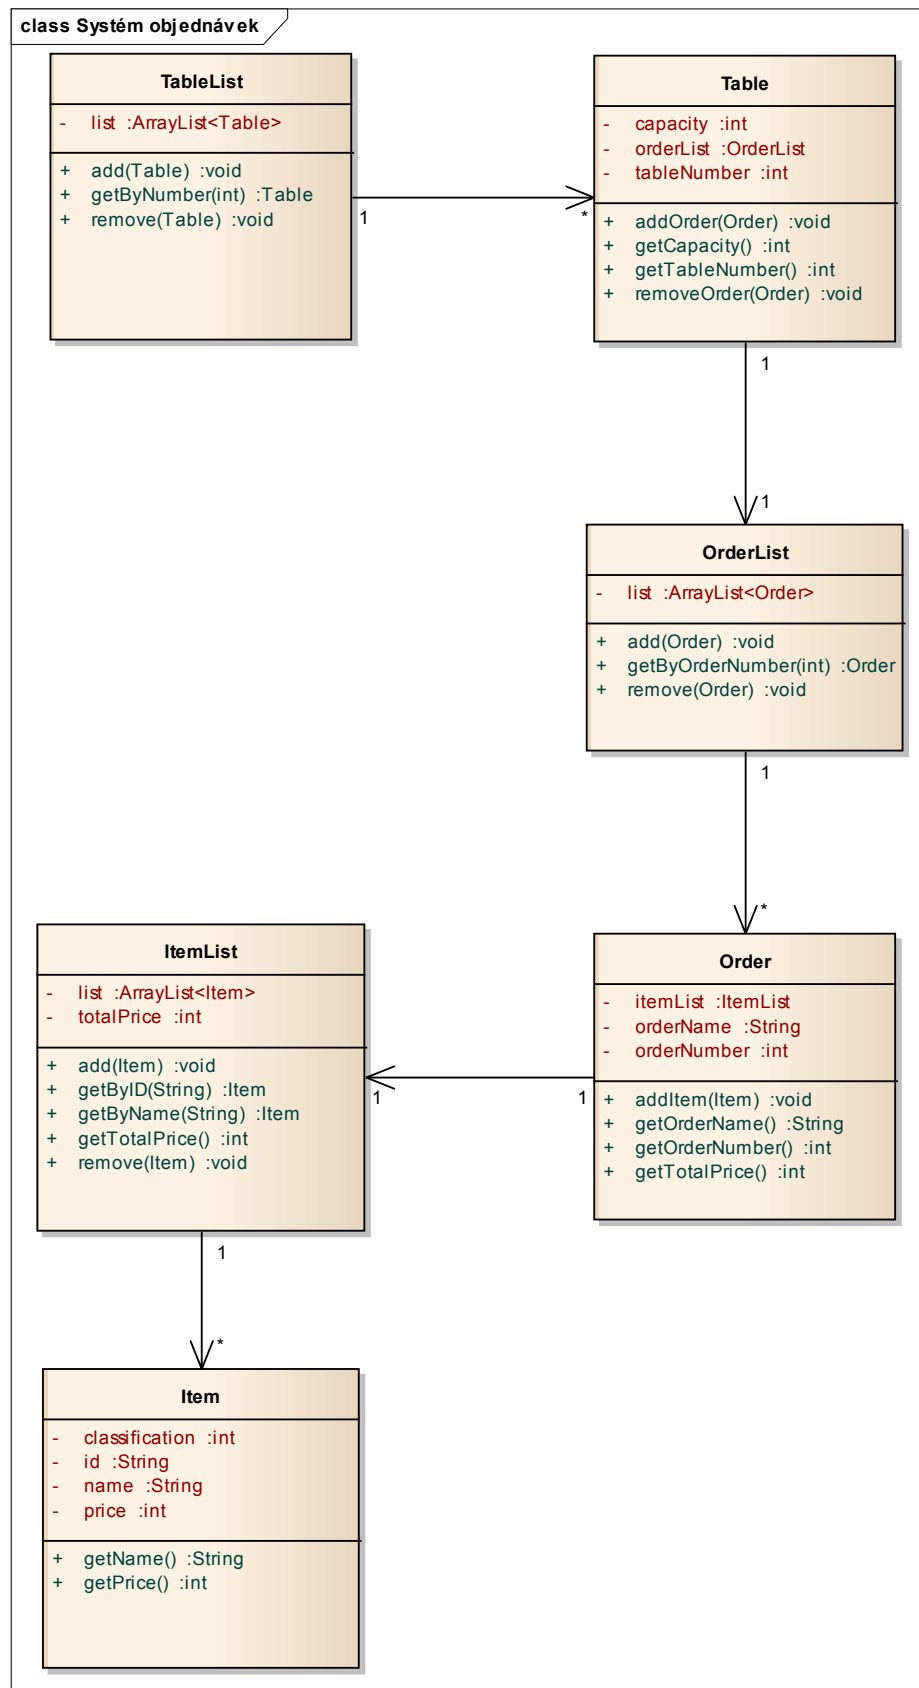 class Systém objednávek
TableList
- list :ArrayList<Table>
+ add(Table) :void
+ getByNumber(int) :Table
+ remove(Table) :void
1
*
Table
- capacity :int
- orderList :OrderList
- tableNumber :int
+ addOrder(Order) :void
+ getCapacity() :int
+ getTableNumber() :int
+ removeOrder(Order) :void
1
1
OrderList
- list :ArrayList<Order>
+ add(Order) :void
+ getByOrderNumber(int) :Order
+ remove(Order) :void
1
*
Order
- itemList :ItemList
- orderName :String
- orderNumber :int
+ addItem(Item) :void
+ getOrderName() :String
+ getOrderNumber() :int
+ getTotalPrice() :int
1
1
ItemList
- list :ArrayList<Item>
- totalPrice :int
+ add(Item) :void
+ getByID(String) :Item
+ getByName(String) :Item
+ getTotalPrice() :int
+ remove(Item) :void
1
*
Item
- classification :int
- id :String
- name :String
- price :int
+ getName() :String
+ getPrice() :int